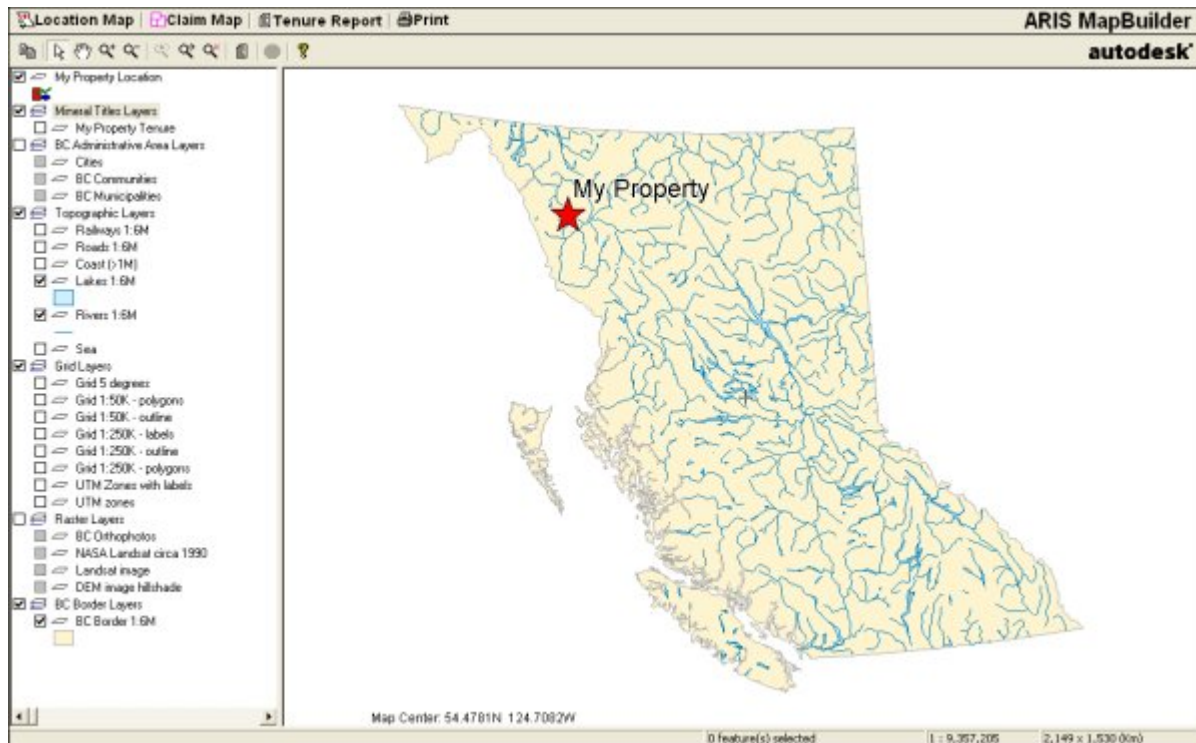 Location Map | Claim Map | Tenure Report | Print ARIS MapBuilder
autodesk
My Property Location
Mineral Titles Layers
My Property Tenure
BC Administrative Area Layers
Cities
BC Communities
BC Municipalities
Topographic Layers
Railways 1:6M
Roads 1:6M
Coast (>1M)
Lakes 1:6M
Rivers 1:6M
Sea
Grid Layers
Grid 5 degrees
Grid 1:50K - polygons
Grid 1:50K - outline
Grid 1:250K - labels
Grid 1:250K - outline
Grid 1:250K - polygons
UTM Zones with labels
UTM zones
Raster Layers
BC Orthophotos
NASA Landsat circa 1990
Landsat image
DEM image hillshade
BC Border Layers
BC Border 1:6M
My Property
Map Center: 54.4781N 124.7082W
0 feature(s) selected 1 : 9,357,205 2,149 x 1,530 (Km)